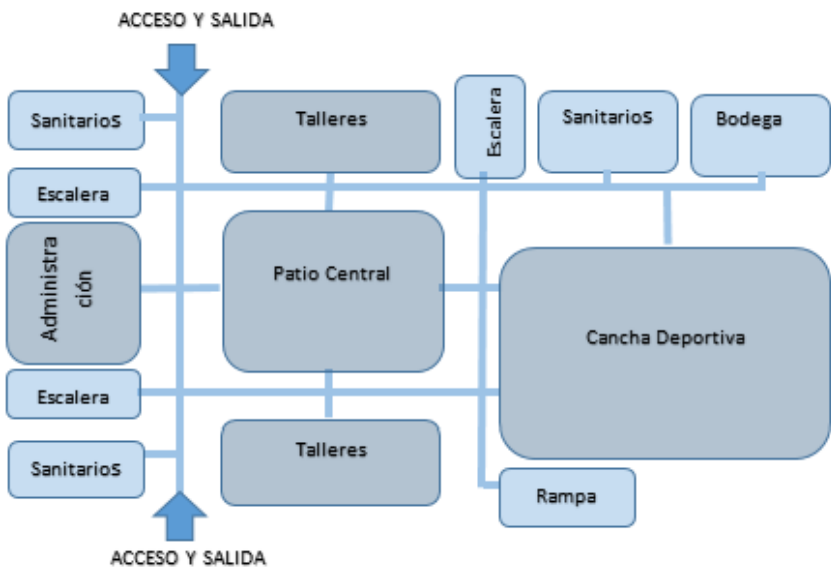 ACCESO Y SALIDA
Sanitarios
Talleres
Escalera
Sanitarios
Bodega
Escalera
Administra
ción
Patio Central
Cancha Deportiva
Escalera
Sanitarios
Talleres
Rampa
ACCESO Y SALIDA